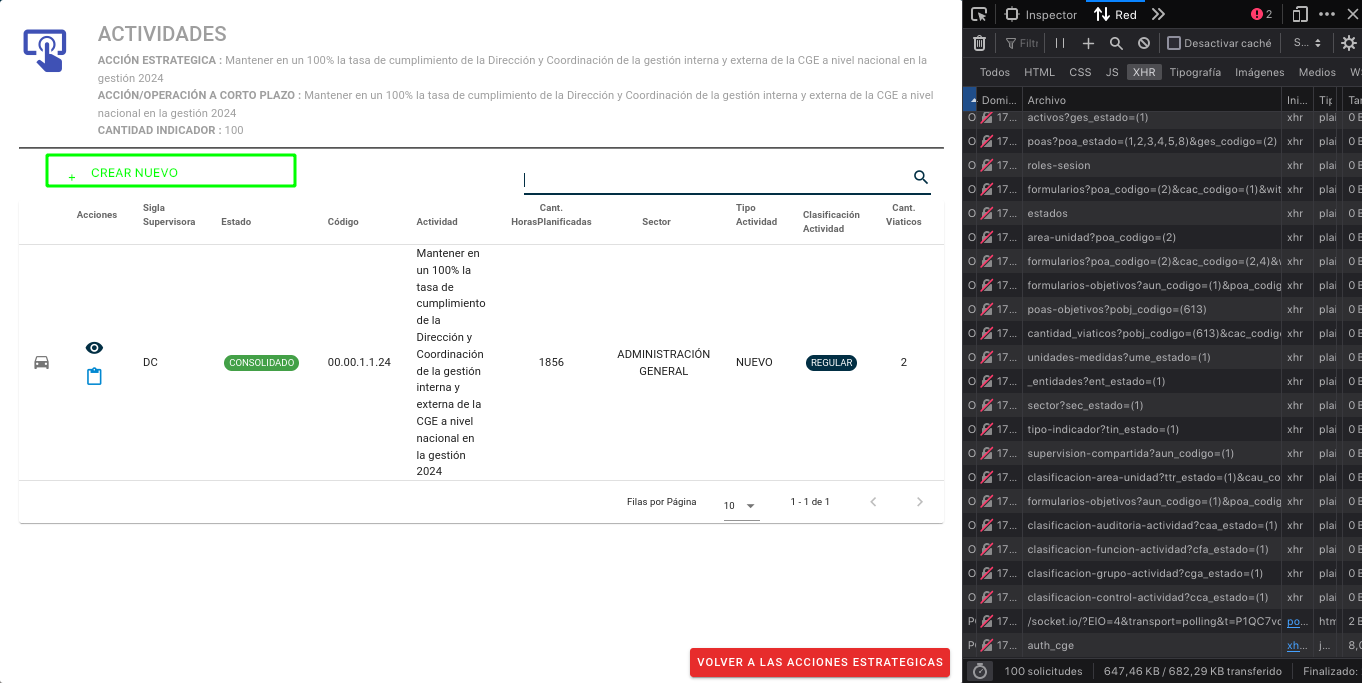 ACTIVIDADES
ACCIÓN ESTRATEGICA : Mantener en un 100% la tasa de cumplimiento de la Dirección y Coordinación de la gestión interna y externa de la CGE a nivel nacional en la
gestión 2024
ACCIÓN/OPERACIÓN A CORTO PLAZO : Mantener en un 100% la tasa de cumplimiento de la Dirección y Coordinación de la gestión interna y externa de la CGE a nivel
nacional en la gestión 2024
CANTIDAD INDICADOR : 100
+ CREAR NUEVO
Acciones
Sigla
Supervisora
Estado
Código
Actividad
Cant.
HorasPlanificadas
Sector
Tipo
Actividad
Clasificación
Actividad
Cant.
Viaticos
DC
CONSOLIDADO
00.00.1.1.24
Mantener en
un 100% la
tasa de
cumplimiento
de la
Dirección y
Coordinación
de la gestión
interna y
externa de la
CGE a nivel
nacional en
la gestión
2024
1856
ADMINISTRACIÓN
GENERAL
NUEVO
REGULAR
2
Filas por Página
10
1 - 1 de 1
VOLVER A LAS ACCIONES ESTRATEGICAS
Inspector Red 2
Filtr Desactivar caché S...
Todos HTML CSS JS XHR Tipografía Imágenes Medios W
Domi... Archivo Ini... Tip Ta
O 17... activos?ges_estado=(1) xhr plai 0 B
O 17... poas?poa_estado=(1,2,3,4,5,8)&ges_codigo=(2) xhr plai 0 B
O 17... roles-sesion xhr plai 0 B
O 17... formularios?poa_codigo=(2)&cac_codigo=(1)&wit xhr plai 0 B
O 17... estados xhr plai 0 B
O 17... area-unidad?poa_codigo=(2) xhr plai 0 B
O 17... formularios?poa_codigo=(2)&cac_codigo=(2,4)&w xhr plai 0 B
O 17... formularios-objetivos?aun_codigo=(1)&poa_codig xhr plai 0 B
O 17... poas-objetivos?pobj_codigo=(613) xhr plai 0 B
O 17... cantidad_viaticos?pobj_codigo=(613)&cac_codig xhr plai 0 B
O 17... unidades-medidas?ume_estado=(1) xhr plai 0 B
O 17... _entidades?ent_estado=(1) xhr plai 0 B
O 17... sector?sec_estado=(1) xhr plai 0 B
O 17... tipo-indicador?tin_estado=(1) xhr plai 0 B
O 17... supervision-compartida?aun_codigo=(1) xhr plai 0 B
O 17... clasificacion-area-unidad?ttr_estado=(1)&cau_co xhr plai 0 B
O 17... formularios-objetivos?aun_codigo=(1)&poa_codig xhr plai 0 B
O 17... clasificacion-auditoria-actividad?caa_estado=(1) xhr plai 0 B
O 17... clasificacion-funcion-actividad?cfa_estado=(1) xhr plai 0 B
O 17... clasificacion-grupo-actividad?cga_estado=(1) xhr plai 0 B
O 17... clasificacion-control-actividad?cca_estado=(1) xhr plai 0 B
P 17... /socket.io/?EIO=4&transport=polling&t=P1QC7vc po... htm 2 B
P 17... auth_cge xh... j... 8,0
100 solicitudes 647,46 KB / 682,29 KB transferido Finalizado: